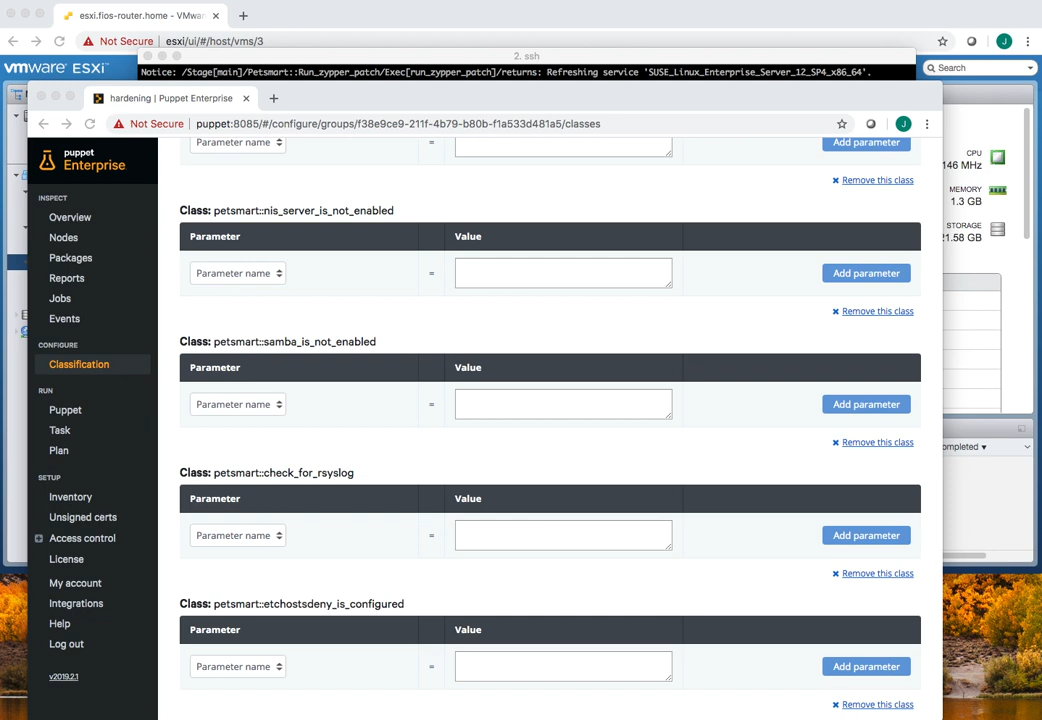 esxi.fios-router.home - VMwar
Not Secure esxi/ui/#/host/vms/3
vmware ESXi
2. ssh
Search
Notice: /Stage[main]/Petsmart::Run_zypper_patch/Exec[run_zypper_patch]/returns: Refreshing service 'SUSE_Linux_Enterprise_Server_12_SP4_x86_64'.
hardening | Puppet Enterprise
Not Secure puppet:8085/#/configure/groups/f38e9ce9-211f-4b79-b80b-f1a533d481a5/classes
puppet
Enterprise
INSPECT
Overview
Nodes
Packages
Reports
Jobs
Events
CONFIGURE
Classification
RUN
Puppet
Task
Plan
SETUP
Inventory
Unsigned certs
Access control
License
My account
Integrations
Help
Log out
v2019.2.1
Parameter name = Add parameter
Remove this class
Class: petsmart::nis_server_is_not_enabled
Parameter Value
Parameter name = Add parameter
Remove this class
Class: petsmart::samba_is_not_enabled
Parameter Value
Parameter name = Add parameter
Remove this class
Class: petsmart::check_for_rsyslog
Parameter Value
Parameter name = Add parameter
Remove this class
Class: petsmart::etchostsdeny_is_configured
Parameter Value
Parameter name = Add parameter
Remove this class
CPU
146 MHz
MEMORY
1.3 GB
STORAGE
21.58 GB
ompleted
J
J